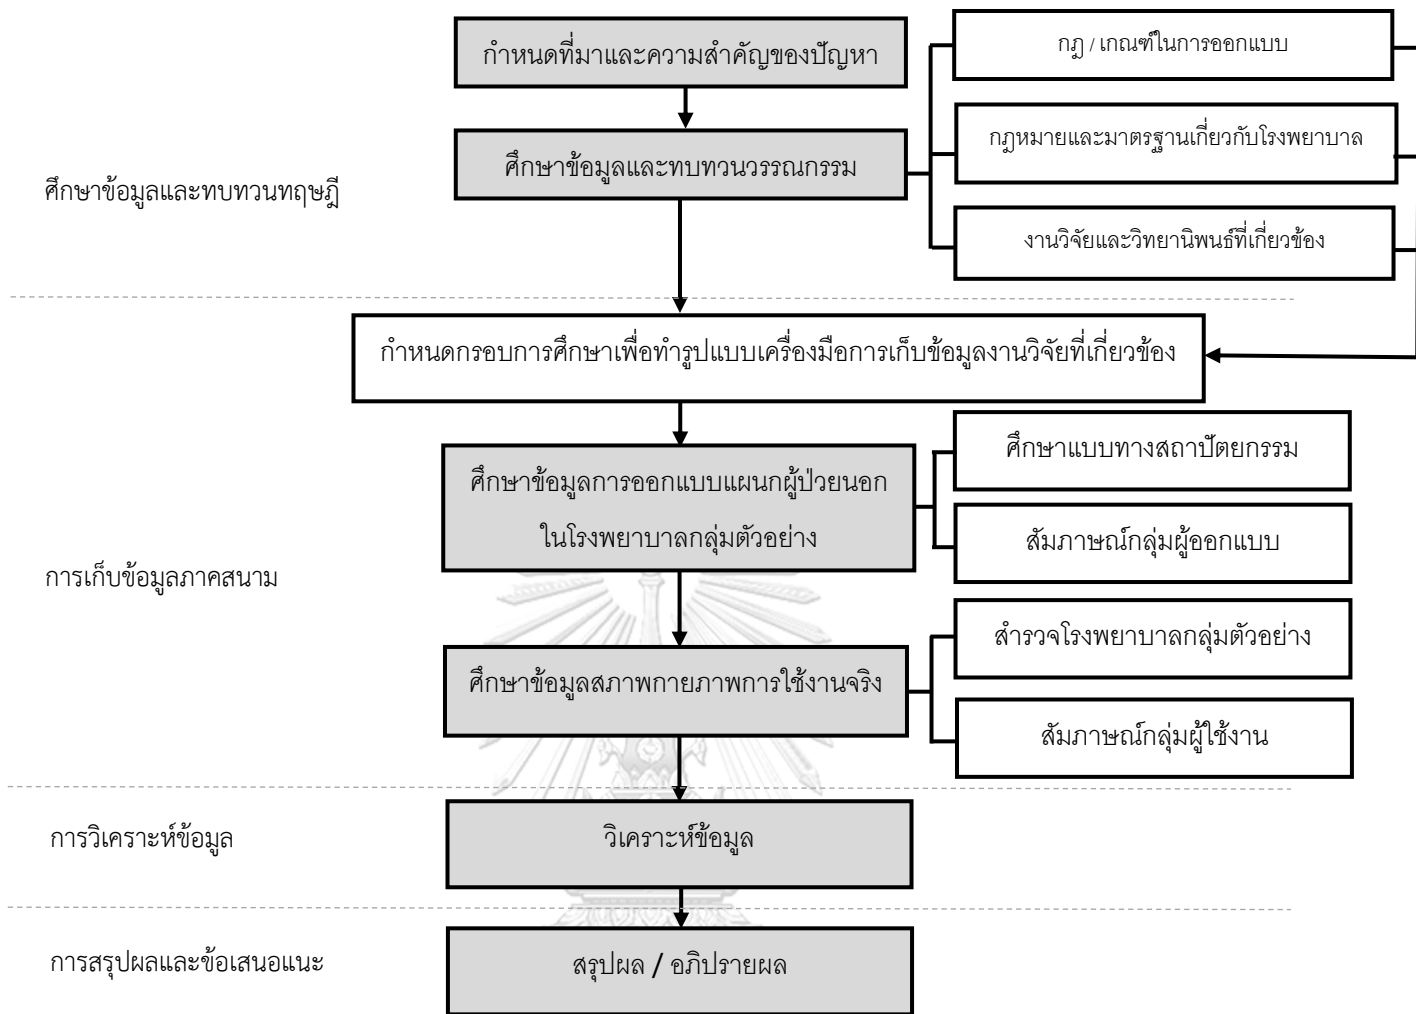 กำหนดที่มาและความสำคัญของปัญหา
กฎ / เกณฑ์ในการออกแบบ
กฎหมายและมาตรฐานเกี่ยวกับโรงพยาบาล
ศึกษาข้อมูลและทบทวนวรรณกรรม
ศึกษาข้อมูลและทบทวนทฤษฎี
งานวิจัยและวิทยานิพนธ์ที่เกี่ยวข้อง
กำหนดกรอบการศึกษาเพื่อทำรูปแบบเครื่องมือการเก็บข้อมูลงานวิจัยที่เกี่ยวข้อง
ศึกษาข้อมูลการออกแบบแผนกผู้ป่วยนอก
ในโรงพยาบาลกลุ่มตัวอย่าง
ศึกษาแบบทางสถาปัตยกรรม
สัมภาษณ์กลุ่มผู้ออกแบบ
การเก็บข้อมูลภาคสนาม
สำรวจโรงพยาบาลกลุ่มตัวอย่าง
ศึกษาข้อมูลสภาพกายภาพการใช้งานจริง
สัมภาษณ์กลุ่มผู้ใช้งาน
การวิเคราะห์ข้อมูล
วิเคราะห์ข้อมูล
การสรุปผลและข้อเสนอแนะ
สรุปผล / อภิปรายผล